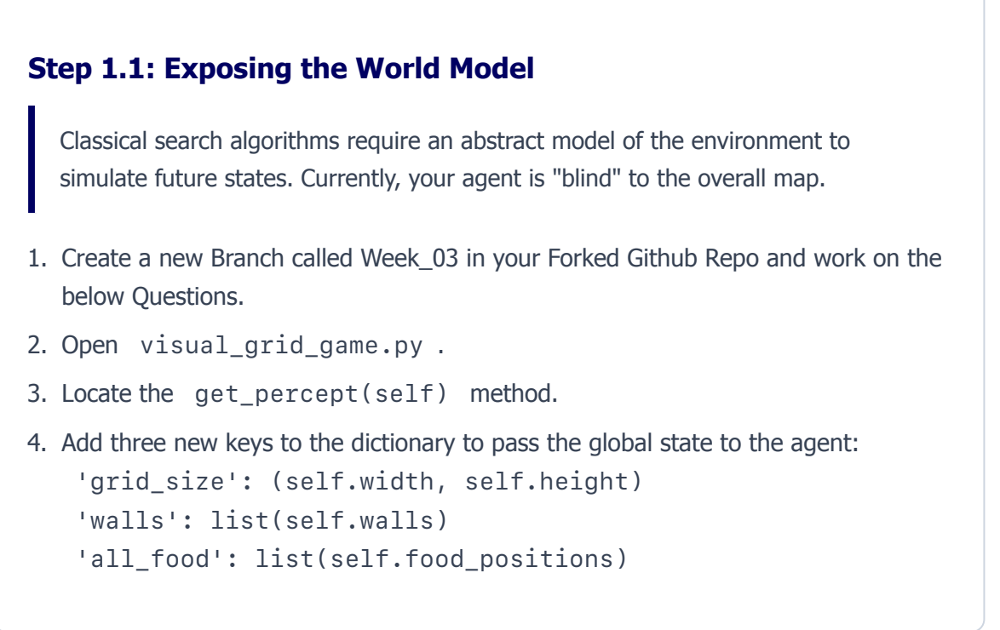 Step 1.1: Exposing the World Model
Classical search algorithms require an abstract model of the environment to
simulate future states. Currently, your agent is "blind" to the overall map.
1. Create a new Branch called Week_03 in your Forked Github Repo and work on the
below Questions.
2. Open visual_grid_game.py .
3. Locate the get_percept(self) method.
4. Add three new keys to the dictionary to pass the global state to the agent:
'grid_size': (self.width, self.height)
'walls': list(self.walls)
'all_food': list(self.food_positions)